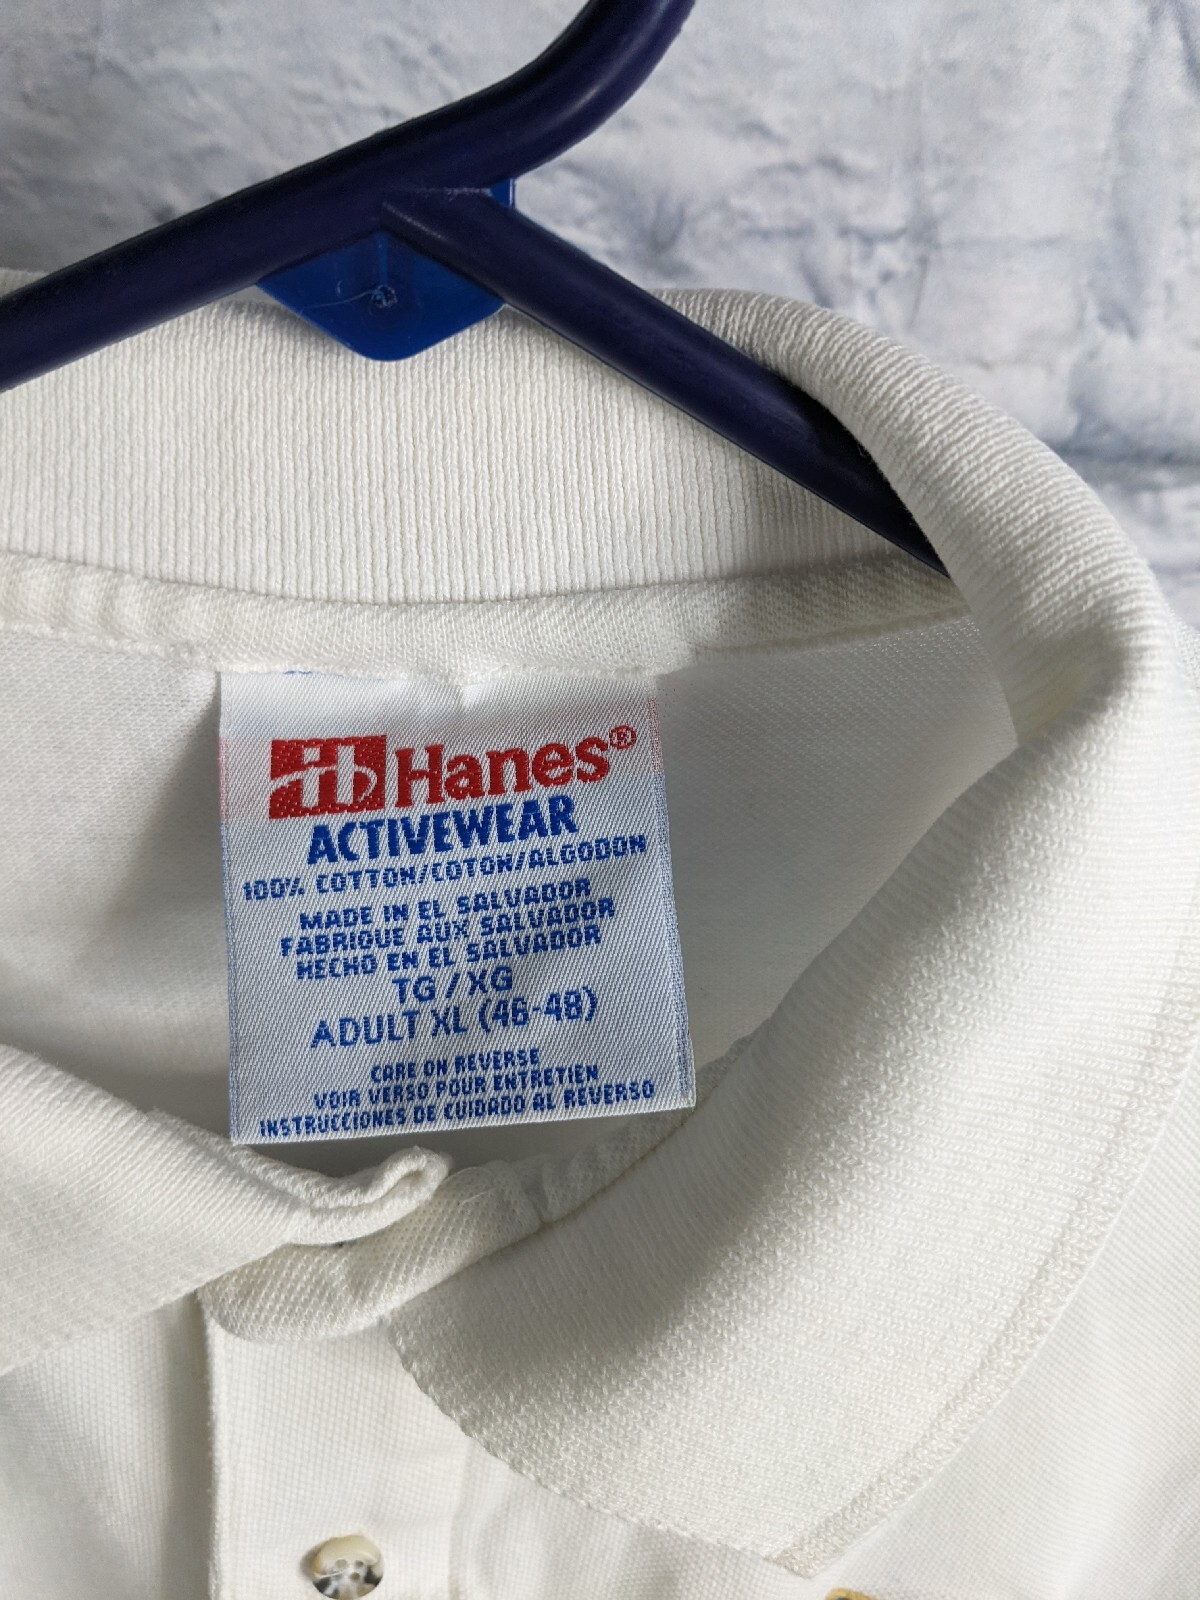 Hanes®
ACTIVEWEAR
100% COTTON/COTON/ALGODON
MADE IN EL SALVADOR
FABRIQUE AUX SALVADOR
HECHO EN EL SALVADOR
TG/XG
ADULT XL (46-48)
CARE ON REVERSE
VOIR VERSO POUR ENTRETIEN
INSTRUCCIONES DE CUIDADO AL REVERSO